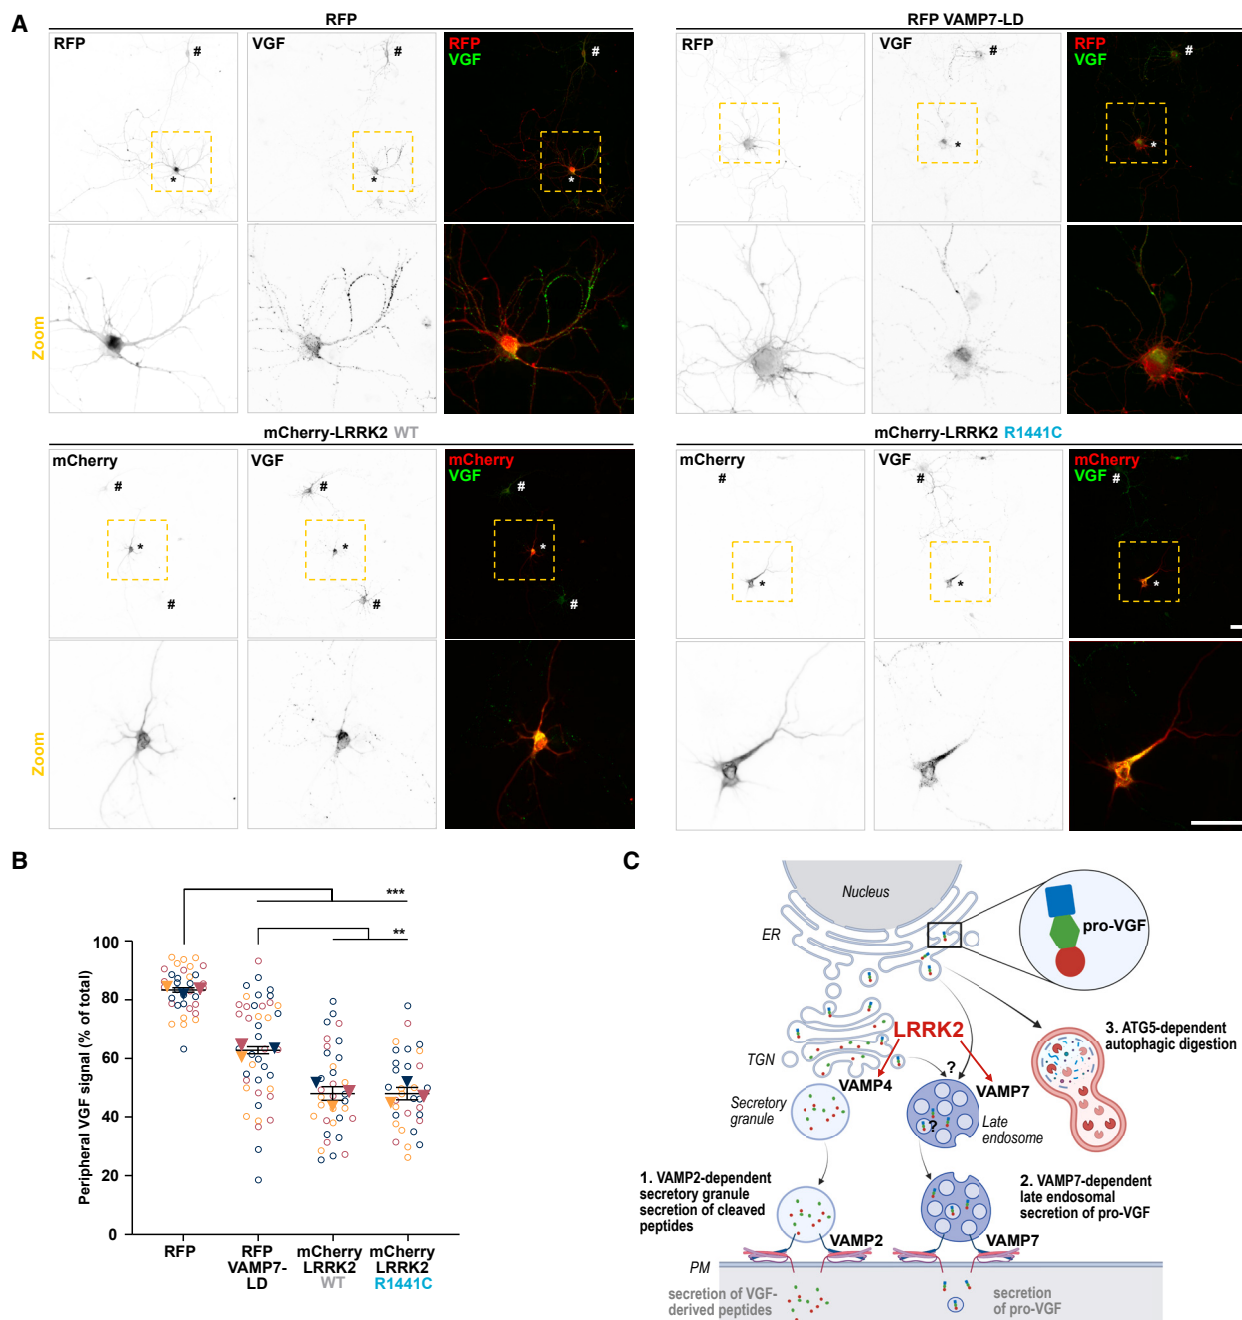 A
RFP
RFP
VGF
RFP
VGF
#
#
#
*
*
*
Zoom
RFP VAMP7-LD
RFP
VGF
RFP
VGF
#
#
*
*
mCherry-LRRK2 WT
mCherry
VGF
mCherry
VGF
#
#
#
*
*
*
#
#
#
Zoom
mCherry-LRRK2 R1441C
mCherry
VGF
mCherry
VGF #
#
#
*
*
*
B
***
**
100
80
60
40
20
0
Peripheral VGF signal (% of total)
RFP
RFP
VAMP7-
LD
mCherry
LRRK2
WT
mCherry
LRRK2
R1441C
C
Nucleus
ER
pro-VGF
LRRK2
TGN
VAMP4
?
VAMP7
3. ATG5-dependent
autophagic digestion
Secretory
granule
?
Late
endosome
1. VAMP2-dependent
secretory granule
secretion of cleaved
peptides
2. VAMP7-dependent
late endosomal
secretion of pro-VGF
VAMP2
VAMP7
PM
secretion of VGF-
derived peptides
secretion
of pro-VGF